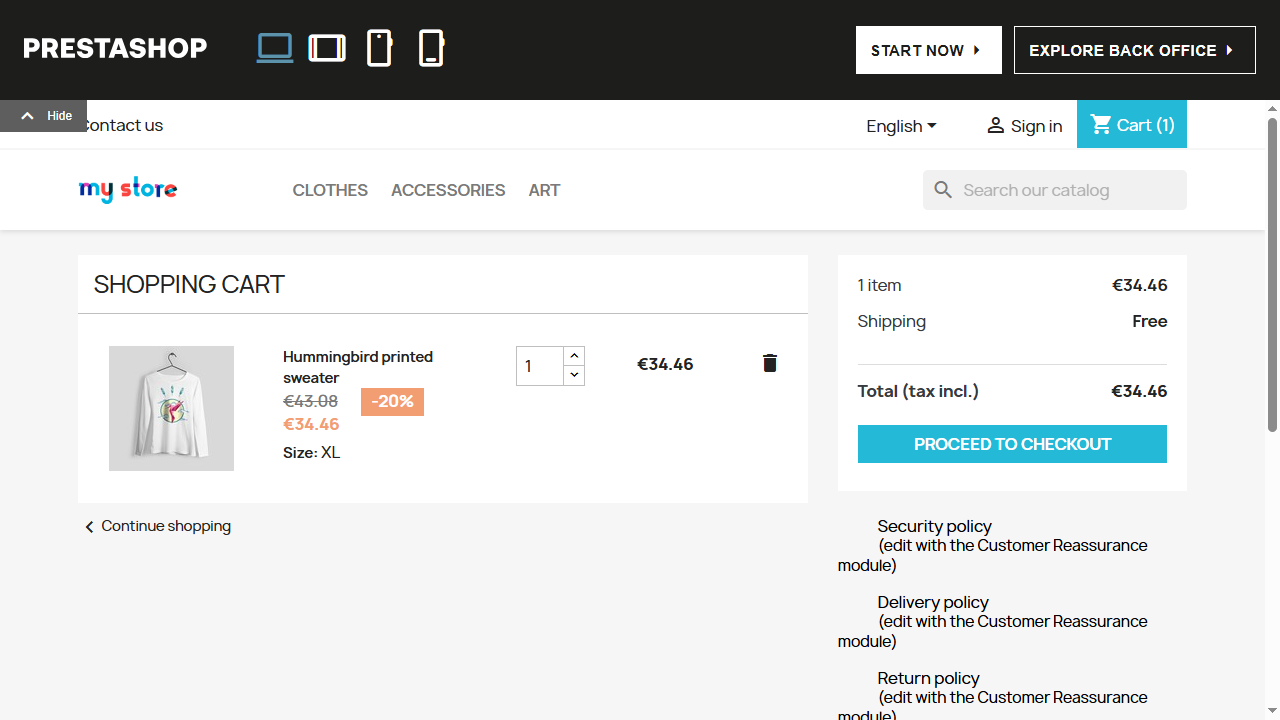 PRESTASHOP
START NOW
EXPLORE BACK OFFICE
Hide
Contact us
English
Sign in
Cart (1)
my store
CLOTHES
ACCESSORIES
ART
Search our catalog
SHOPPING CART
Hummingbird printed
sweater
€43.08
-20%
€34.46
Size: XL
1
€34.46
Continue shopping
1 item
€34.46
Shipping
Free
Total (tax incl.)
€34.46
PROCEED TO CHECKOUT
Security policy
(edit with the Customer Reassurance
module)
Delivery policy
(edit with the Customer Reassurance
module)
Return policy
(edit with the Customer Reassurance
module)